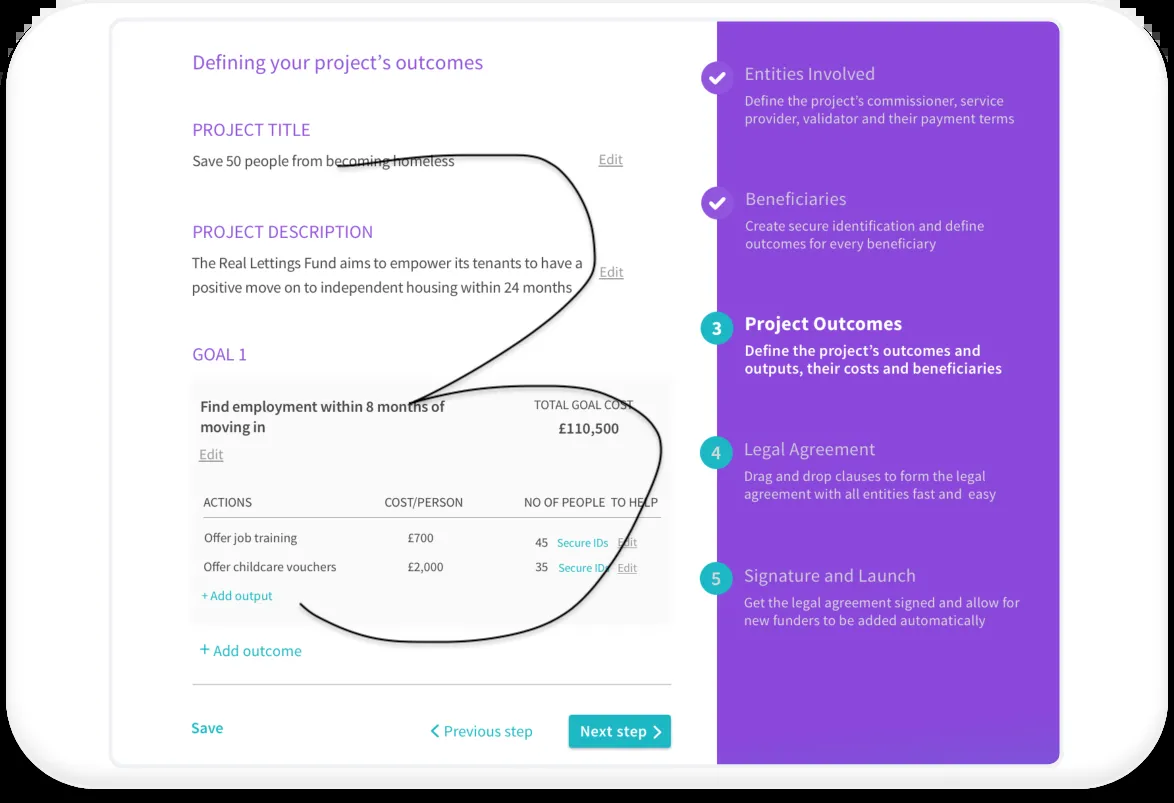 Defining your project’s outcomes
PROJECT TITLE
Save 50 people from becoming homeless
Edit
PROJECT DESCRIPTION
The Real Lettings Fund aims to empower its tenants to have a
positive move on to independent housing within 24 months
Edit
GOAL 1
Find employment within 8 months of
moving in
Edit
TOTAL GOAL COST
£110,500
ACTIONS COST/PERSON NO OF PEOPLE TO HELP
Offer job training £700 45 Secure IDs Edit
Offer childcare vouchers £2,000 35 Secure IDs Edit
+ Add output
+ Add outcome
Save
Previous step
Next step
Entities Involved
Define the project’s commissioner, service
provider, validator and their payment terms
Beneficiaries
Create secure identification and define
outcomes for every beneficiary
3 Project Outcomes
Define the project’s outcomes and
outputs, their costs and beneficiaries
4 Legal Agreement
Drag and drop clauses to form the legal
agreement with all entities fast and easy
5 Signature and Launch
Get the legal agreement signed and allow for
new funders to be added automatically